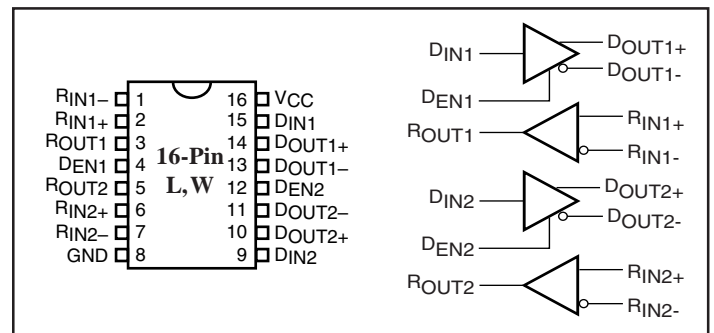 RIN1– 1 16 VCC
RIN1+ 2 15 DIN1
ROUT1 3 14 DOUT1+
DEN1 4 16-Pin 13 DOUT1–
ROUT2 5 L,W 12 DEN2
RIN2+ 6 11 DOUT2–
RIN2– 7 10 DOUT2+
GND 8 9 DIN2
DIN1 DOUT1+
DOUT1-
DEN1
ROUT1 RIN1+
RIN1-
DIN2 DOUT2+
DOUT2-
DEN2
ROUT2 RIN2+
RIN2-